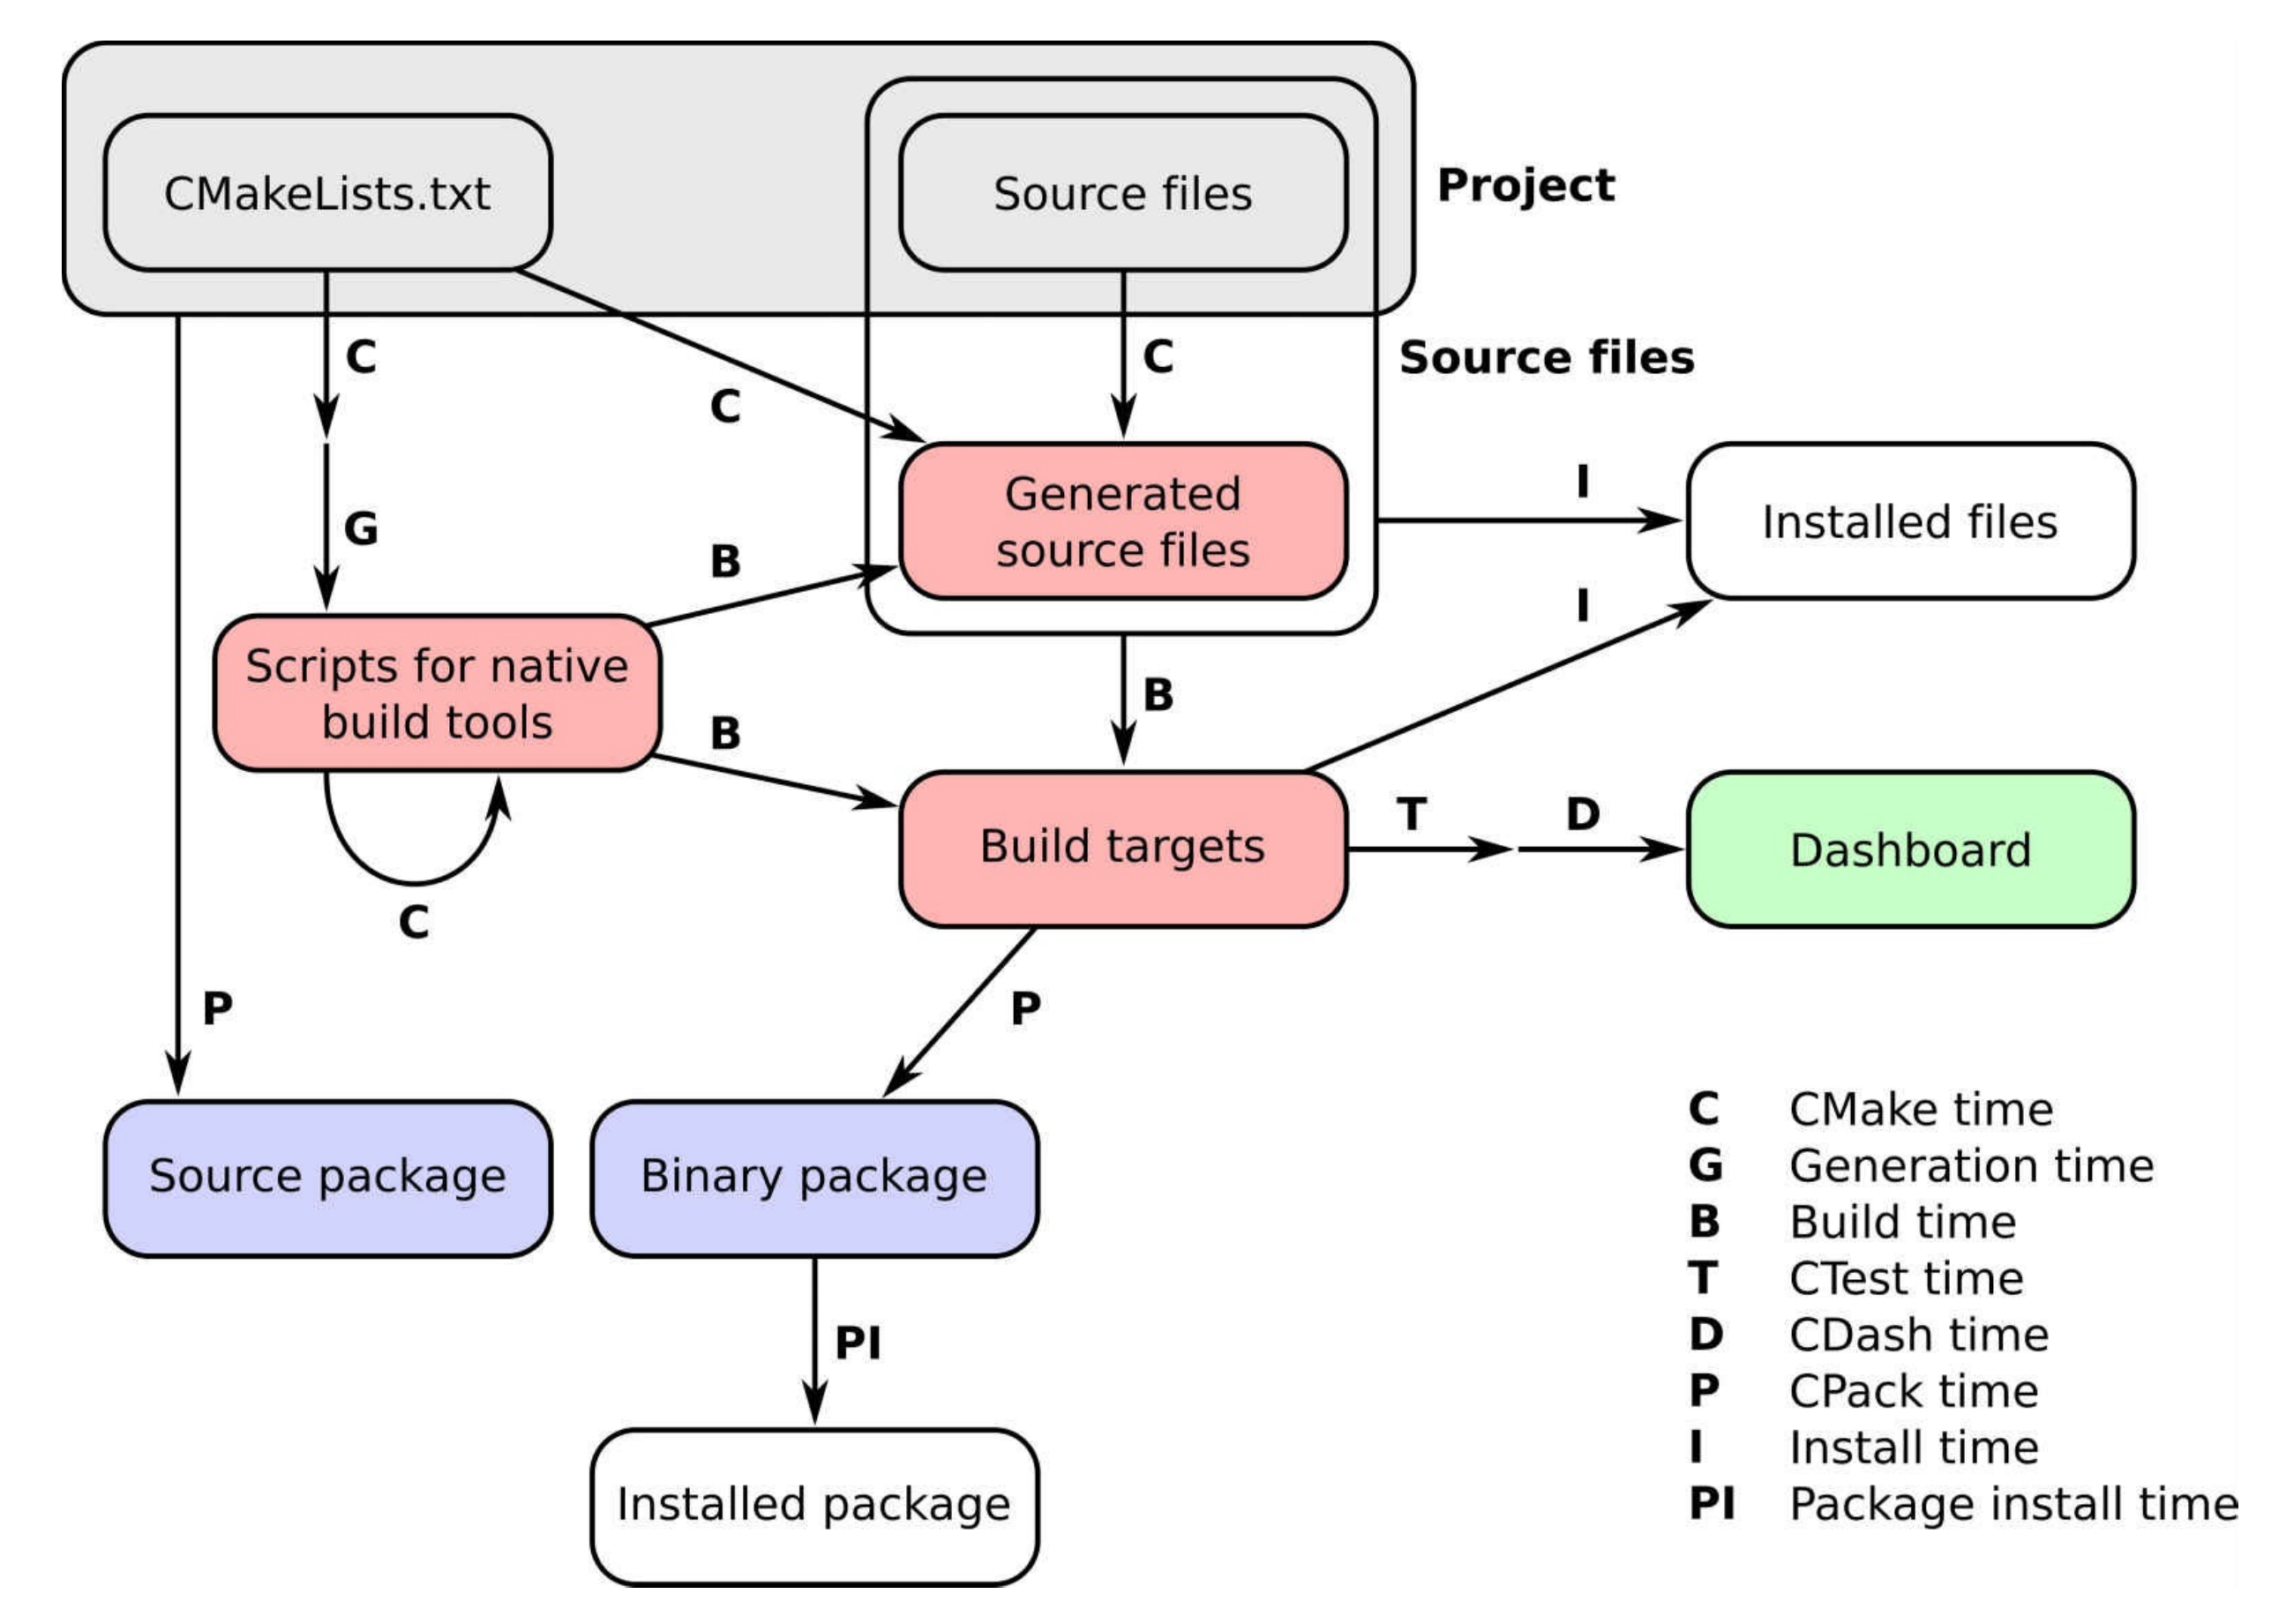 CMakeLists.txt
Source files
Project
C
C
C
Source files
G
B
Generated
source files
I
Installed files
I
Scripts for native
build tools
B
B
C
Build targets
T
D
Dashboard
P
P
Source package
Binary package
PI
Installed package
C CMake time
G Generation time
B Build time
T CTest time
D CDash time
P CPack time
I Install time
PI Package install time